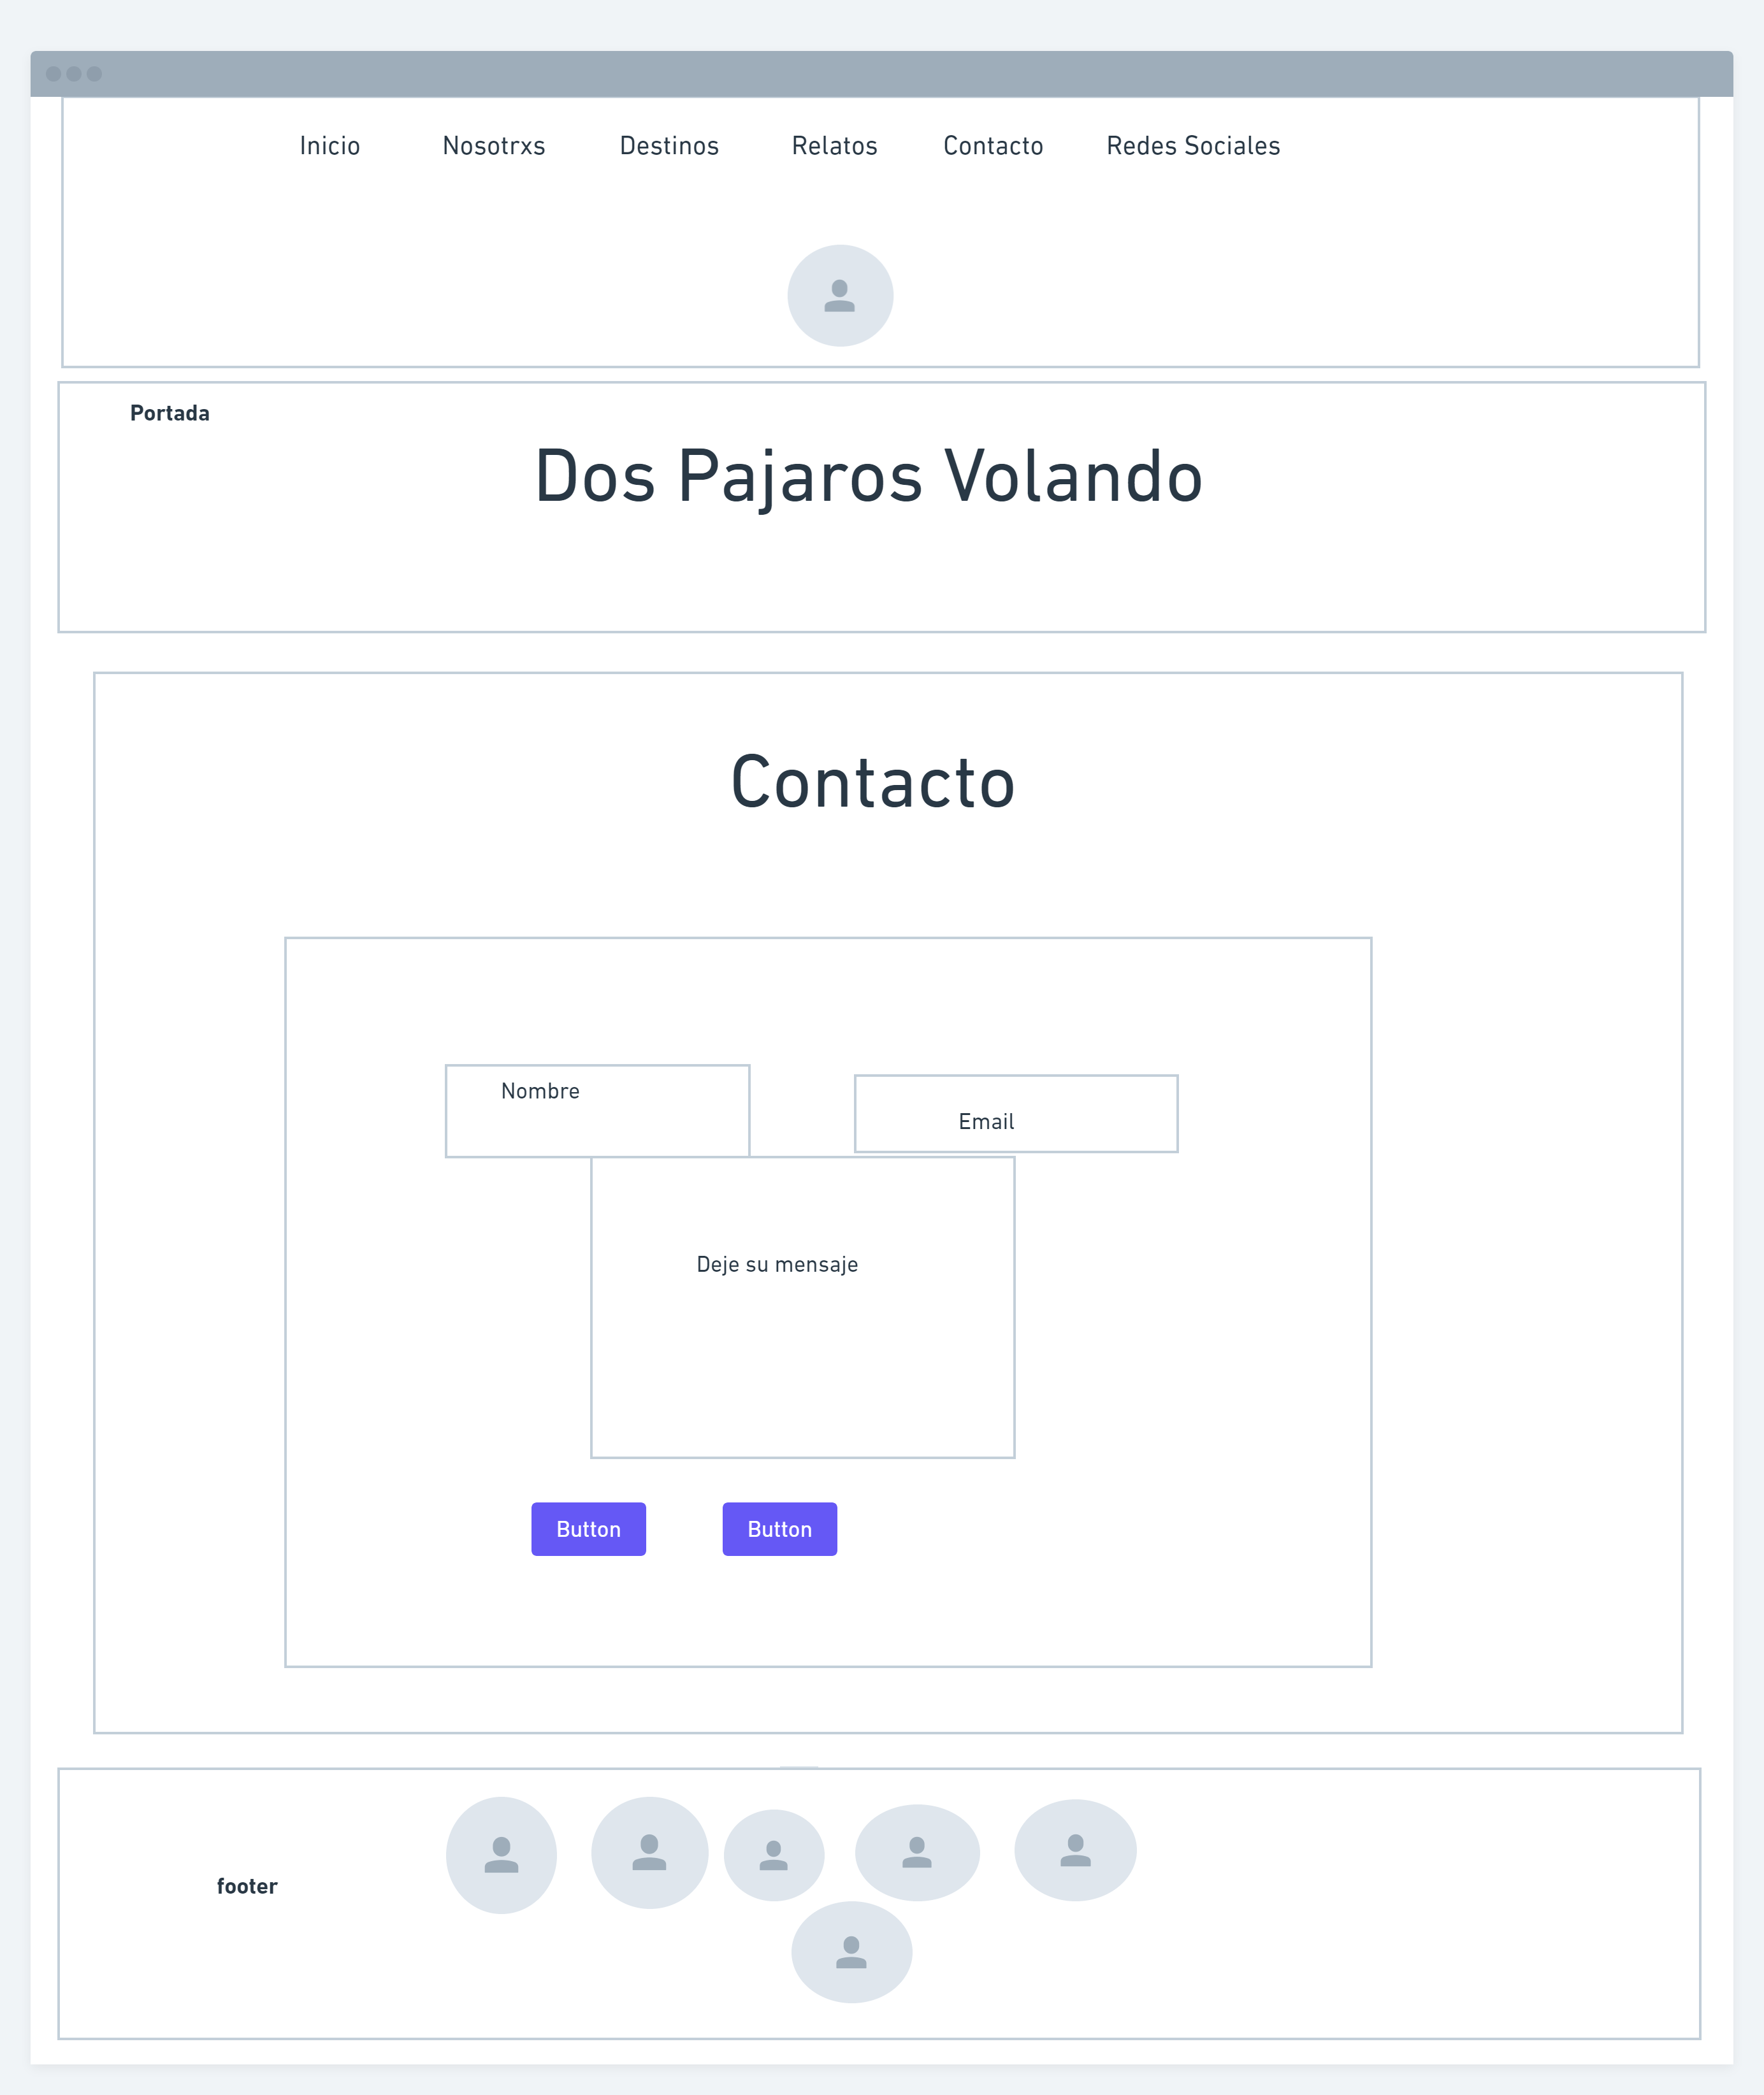 Inicio Nosotrxs Destinos Relatos Contacto Redes Sociales
Portada
Dos Pajaros Volando
Contacto
Nombre
Email
Deje su mensaje
Button Button
footer